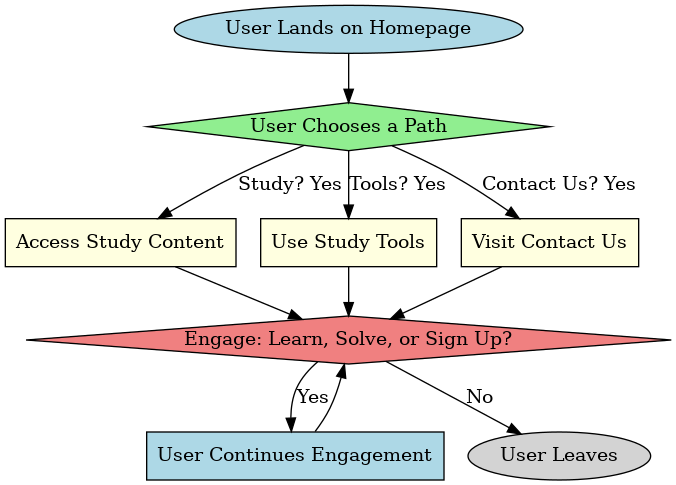 User Lands on Homepage
User Chooses a Path
Study? Yes
Tools? Yes
Contact Us? Yes
Access Study Content
Use Study Tools
Visit Contact Us
Engage: Learn, Solve, or Sign Up?
Yes
No
User Continues Engagement
User Leaves